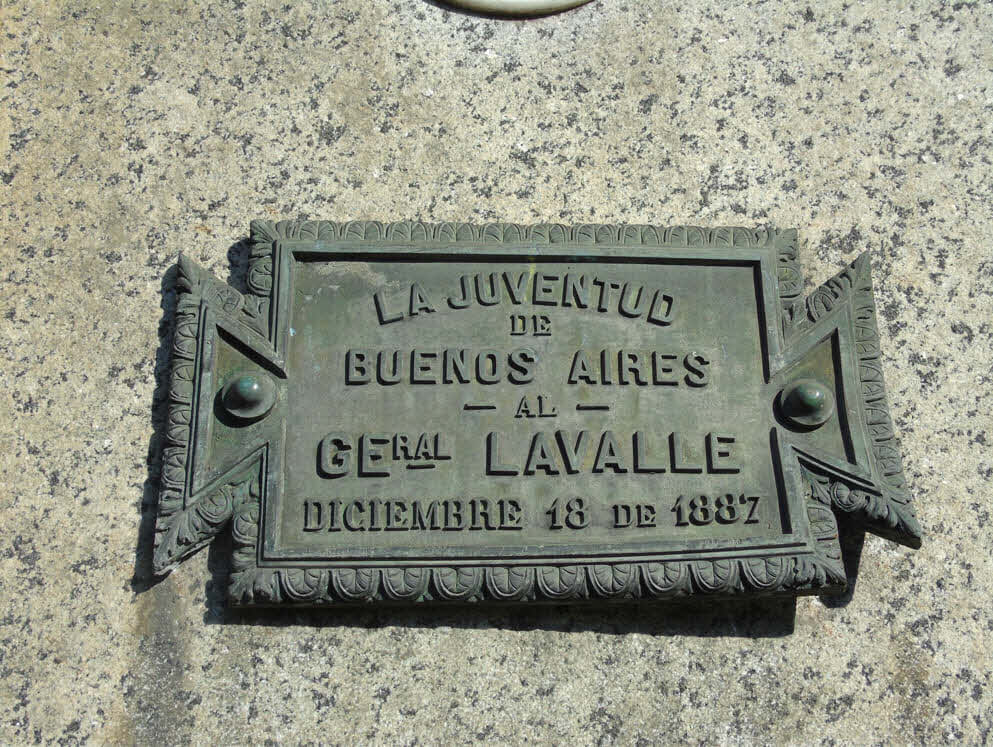 LA JUVENTUD
DE
BUENOS AIRES
— AL —
GERAL LAVALLE
DICIEMBRE 18 DE 1887